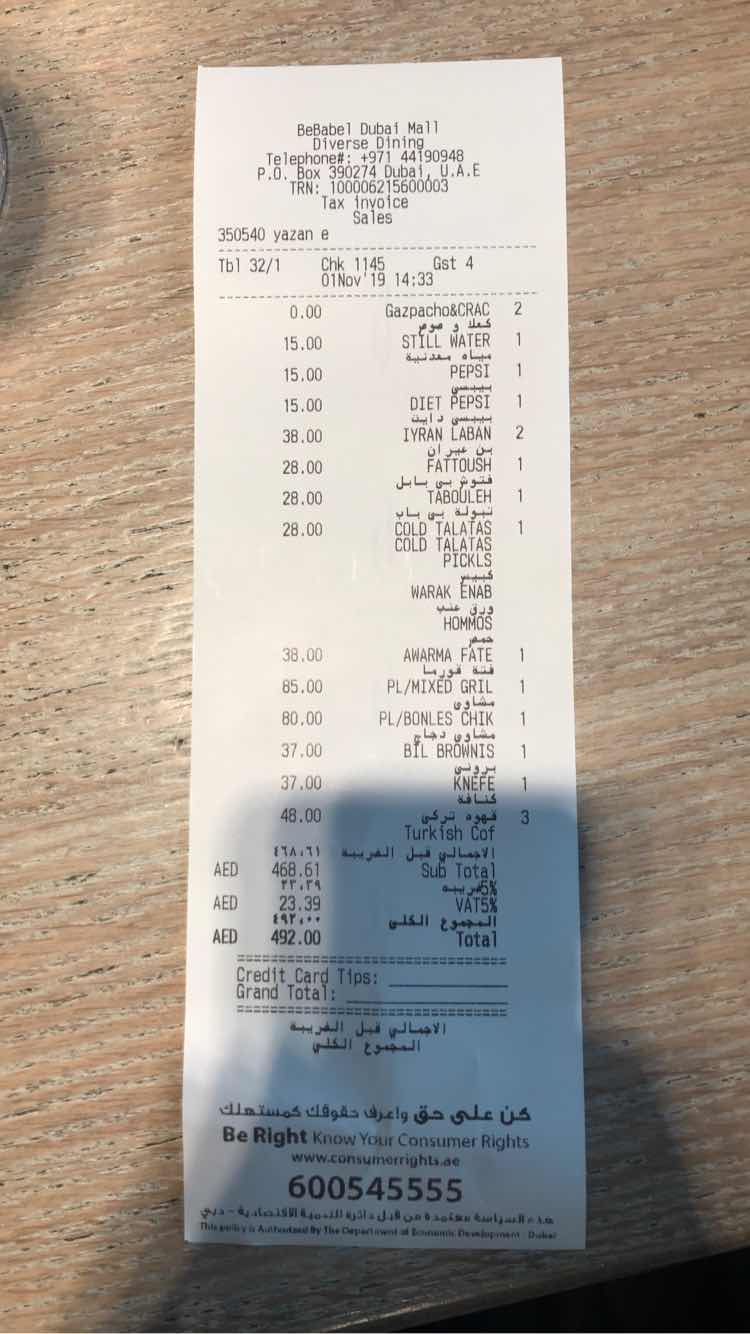 BeBabel Dubai Mall
Diverse Dining
Telephone#: +971 44190948
P.O. Box 390274 Dubai, U.A.E
TRN: 100006215600003
Tax invoice
Sales
350540 yazan e
Tbl 32/1 Chk 1145 Gst 4
01Nov'19 14:33
0.00 Gazpacho&CRAC 2
كعك و صوص
15.00 STILL WATER 1
مياه معدنية
15.00 PEPSI 1
بيبسي
15.00 DIET PEPSI 1
بيبسي دايت
38.00 IYRAN LABAN 2
28.00 FATTOUSH 1
فتوش بي بابل
28.00 TABOULEH 1
تبولة بي باب
28.00 COLD TALATAS 1
COLD TALATAS
PICKLS
كبيس
WARAK ENAB
ورق عنب
HOMMOS
حمص
38.00 AWARMA FATE 1
فتة قورما
85.00 PL/MIXED GRIL 1
مشاوي
80.00 PL/BONLES CHIK 1
مشاوي دجاج
37.00 BIL BROWNIS 1
بروني
37.00 KNEFE 1
كنافة
48.00 قهوه تركي 3
Turkish Cof
٤٦٨،٦١ الاجمالي قبل الضريبة
AED 468.61 Sub Total
٢٣،٣٩ ضريبه 5%
AED 23.39 VAT5%
٤٩٢،٠٠ المجموع الكلي
AED 492.00 Total
Credit Card Tips:
Grand Total:
الاجمالي قبل الضريبة
المجموع الكلي
كن على حق واعرف حقوقك كمستهلك
Be Right Know Your Consumer Rights
www.consumerrights.ae
600545555
هذه السياسة معتمدة من قبل دائرة التنمية الاقتصادية - دبي
This policy is Authorized By The Department of Economic Development - Dubai